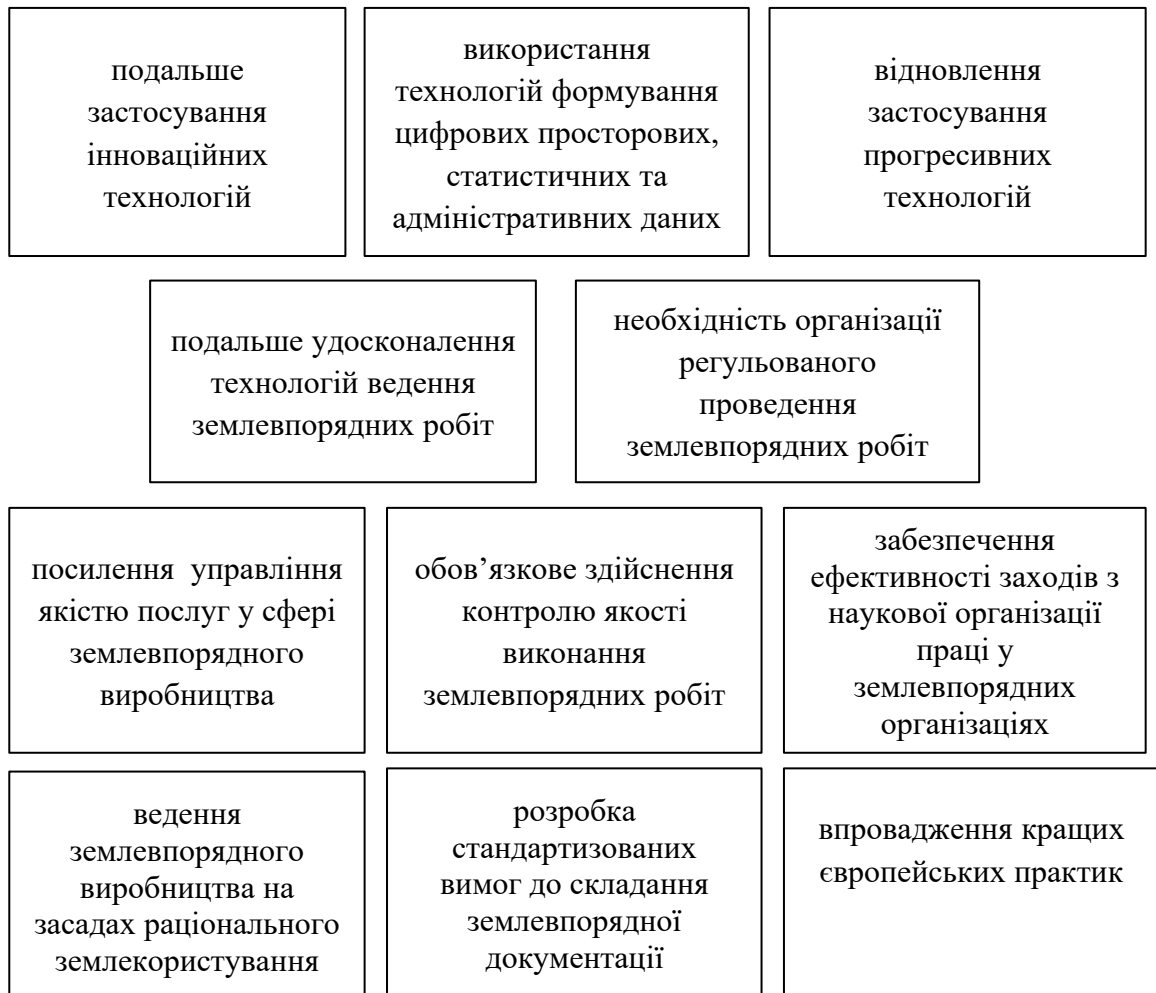 подальше
застосування
інноваційних
технологій
використання
технологій формування
цифрових просторових,
статистичних та
адміністративних даних
відновлення
застосування
прогресивних
технологій
подальше удосконалення
технологій ведення
землевпорядних робіт
необхідність організації
регульованого
проведення
землевпорядних робіт
посилення управління
якістю послуг у сфері
землевпорядного
виробництва
обов’язкове здійснення
контролю якості
виконання
землевпорядних робіт
забезпечення
ефективності заходів з
наукової організації
праці у
землевпорядних
організаціях
ведення
землевпорядного
виробництва на
засадах раціонального
землекористування
розробка
стандартизованих
вимог до складання
землевпорядної
документації
впровадження кращих
європейських практик